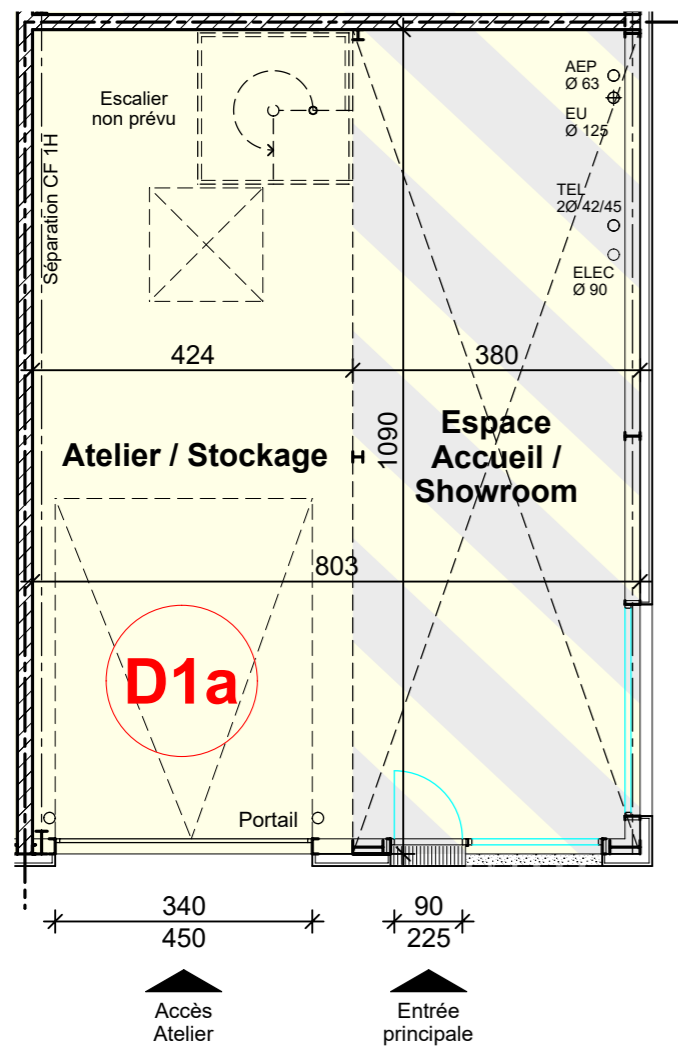 AEP
Ø 63
EU
Ø 125
Escalier
non prévu
Séparation CF 1H
TEL
2Ø 42/45
ELEC
Ø 90
424
380
1090
Atelier / Stockage
Espace
Accueil /
Showroom
803
D1a
Portail
340
450
90
225
Accès
Atelier
Entrée
principale